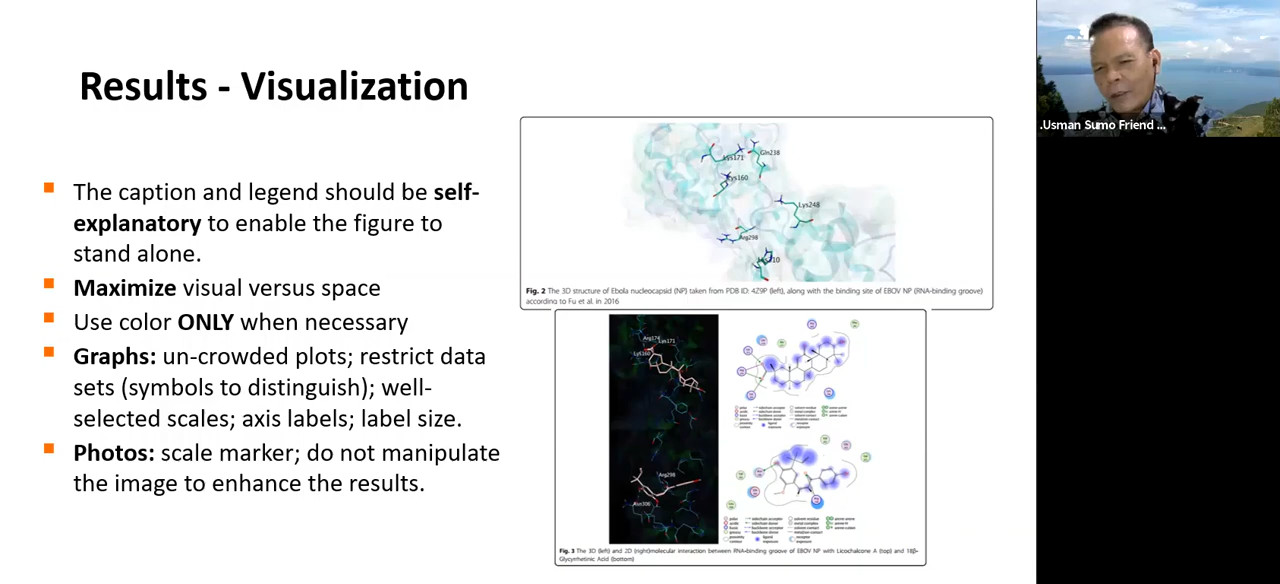 Results - Visualization
The caption and legend should be self-
explanatory to enable the figure to
stand alone.
Maximize visual versus space
Use color ONLY when necessary
Graphs: un-crowded plots; restrict data
sets (symbols to distinguish); well-
selected scales; axis labels; label size.
Photos: scale marker; do not manipulate
the image to enhance the results.
Lys171
Gln238
Lys160
Lys248
Arg298
Fig. 2 The 3D structure of Ebola nucleocapsid (NP) taken from PDB ID: 4Z9P (left), along with the binding site of EBOV NP (RNA-binding groove)
according to Fu et al. in 2016
Arg174
Lys171
Lys160
Arg298
Asn306
Fig. 3 The 3D (left) and 2D (right)molecular interaction between RNA-binding groove of EBOV NP with Licochalcone A (top) and 18β-
Glycyrrhetinic Acid (bottom)
.Usman Sumo Friend ...